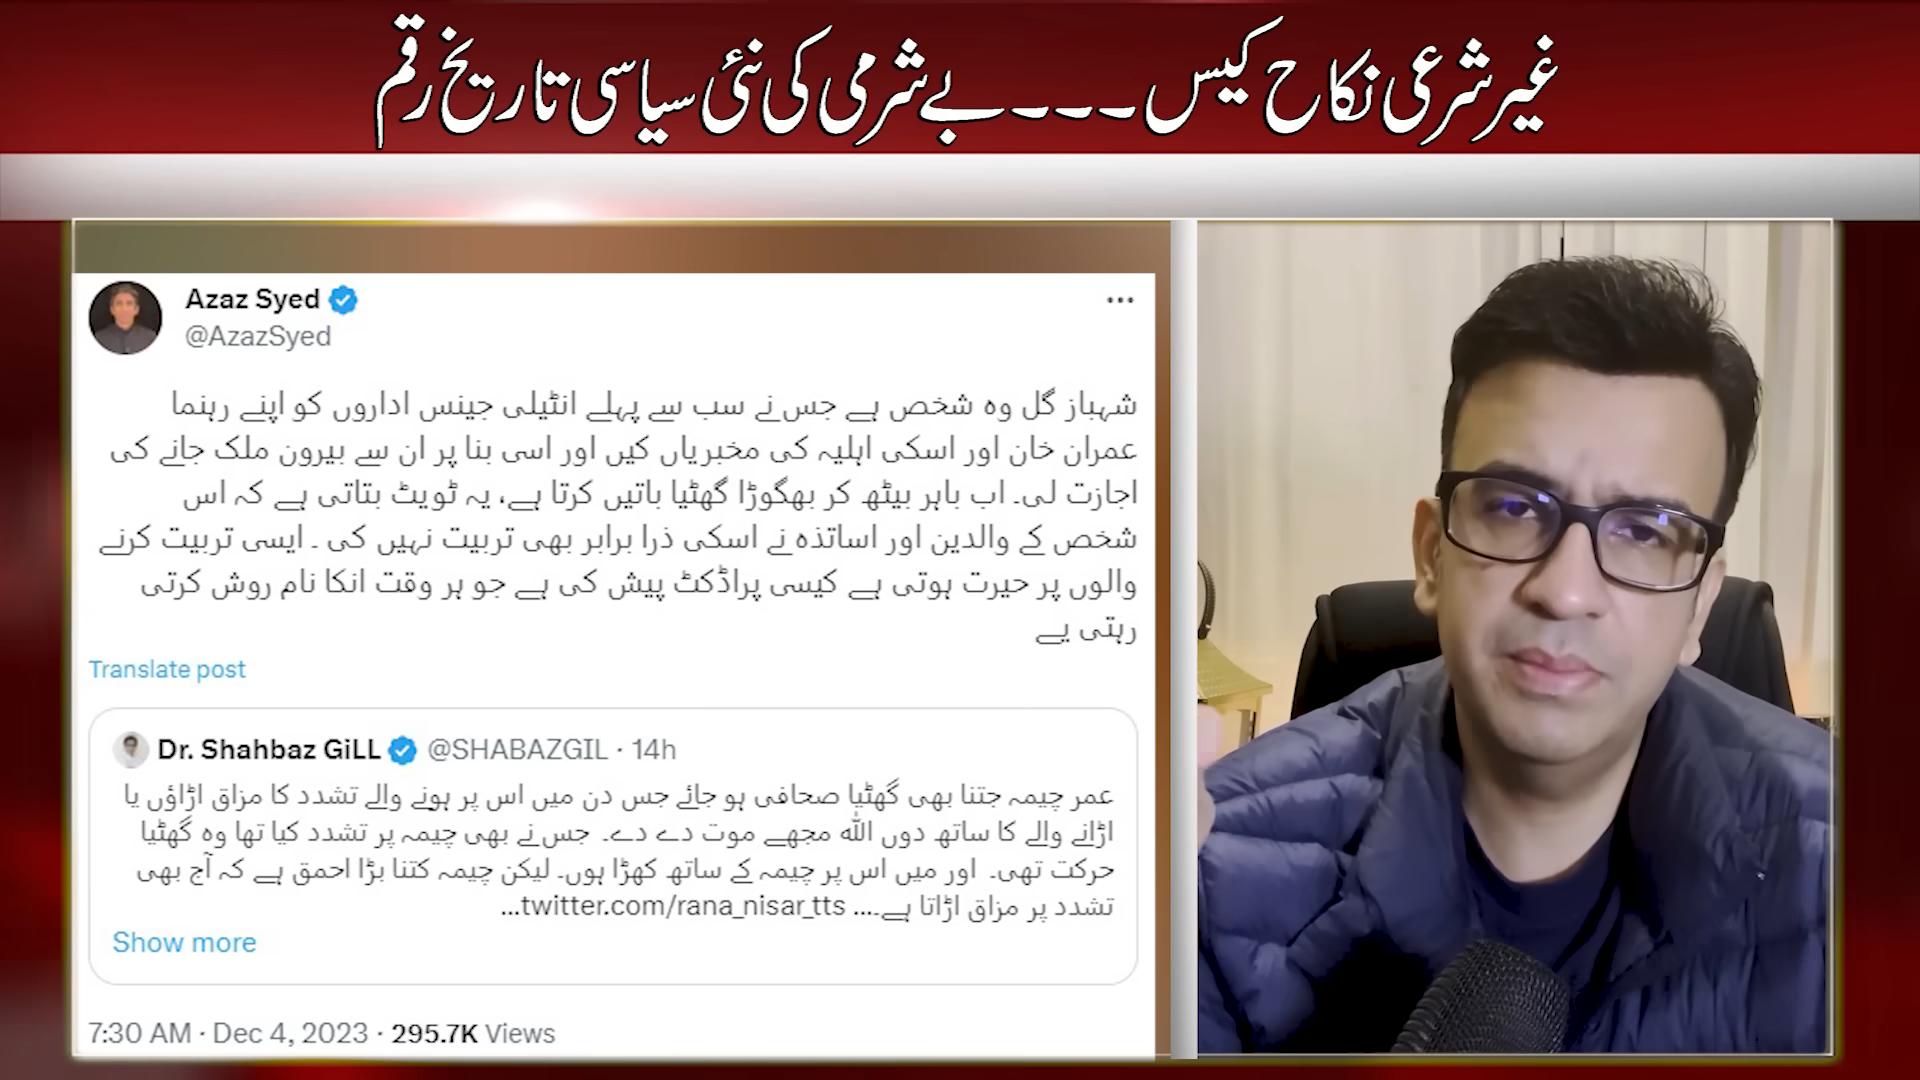 غیر شرعی نکاح کیس ۔۔۔ بے شرمی کی نئی سیاسی تاریخ رقم
Azaz Syed
@AzazSyed
شہباز گل وہ شخص ہے جس نے سب سے پہلے انٹیلی جینس اداروں کو اپنے رہنما
عمران خان اور اسکی اہلیہ کی مخبریاں کیں اور اسی بنا پر ان سے بیرون ملک جانے کی
اجازت لی۔ اب باہر بیٹھ کر بھگوڑا گھٹیا باتیں کرتا ہے، یہ ٹویٹ بتاتی ہے کہ اس
شخص کے والدین اور اساتذہ نے اسکی ذرا برابر بھی تربیت نہیں کی ۔ ایسی تربیت کرنے
والوں پر حیرت ہوتی ہے کیسی پراڈکٹ پیش کی ہے جو ہر وقت انکا نام روش کرتی
رہتی یے
Translate post
Dr. Shahbaz GiLL @SHABAZGIL · 14h
عمر چیمہ جتنا بھی گھٹیا صحافی ہو جائے جس دن میں اس پر ہونے والے تشدد کا مزاق اڑاؤں یا
اڑانے والے کا ساتھ دوں اللہ مجھے موت دے دے۔ جس نے بھی چیمہ پر تشدد کیا تھا وہ گھٹیا
حرکت تھی۔ اور میں اس پر چیمہ کے ساتھ کھڑا ہوں۔ لیکن چیمہ کتنا بڑا احمق ہے کہ آج بھی
تشدد پر مزاق اڑاتا ہے۔… twitter.com/rana_nisar_tts…
Show more
7:30 AM · Dec 4, 2023 · 295.7K Views